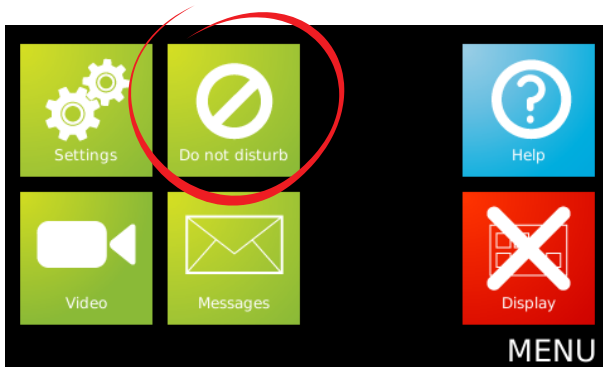 Settings
Do not disturb
Help
Video
Messages
Display
MENU